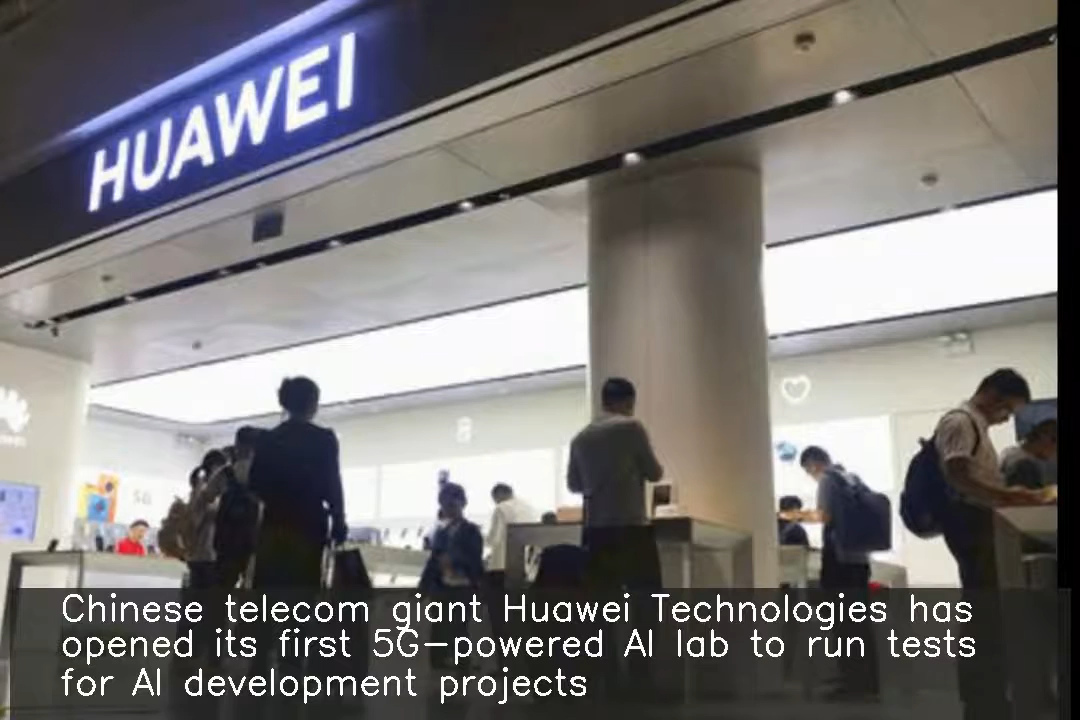 HUAWEI
5G
Chinese telecom giant Huawei Technologies has
opened its first 5G-powered AI lab to run tests
for AI development projects